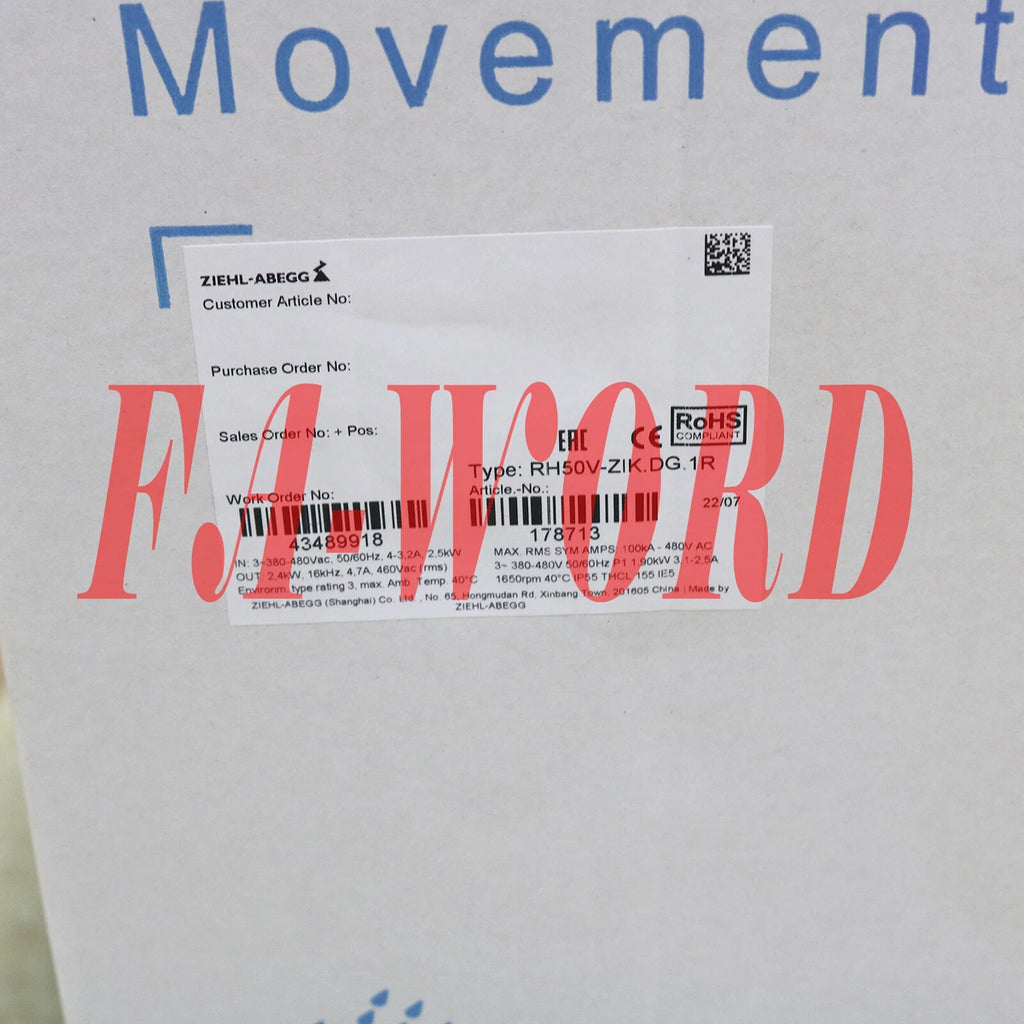 Movement
ZIEHL-ABEGG
Customer Article No:
Purchase Order No:
Sales Order No: + Pos:
EAC CE RoHS
COMPLIANT
Type: RH50V-ZIK.DG.1R
Work Order No:
Article.-No.:
22/07
43489918
178713
IN: 3~380-480Vac, 50/60Hz, 4-3.2A, 2,5kW
OUT 2,4kW, 16kHz, 4,7A, 460Vac (rms)
Environm. type rating 3, max. Amb. Temp. 40°C
MAX. RMS SYM AMPS: 100kA - 480V AC
3~ 380-480V 50/60Hz P1 1,90kW 3,1-2,5A
1650rpm 40°C IP55 THCL 155 IE5
ZIEHL-ABEGG (Shanghai) Co. Ltd. , No. 65, Hongmudan Rd, Xinbang Town, 201605 China | Made by
ZIEHL-ABEGG
F.A-WORD